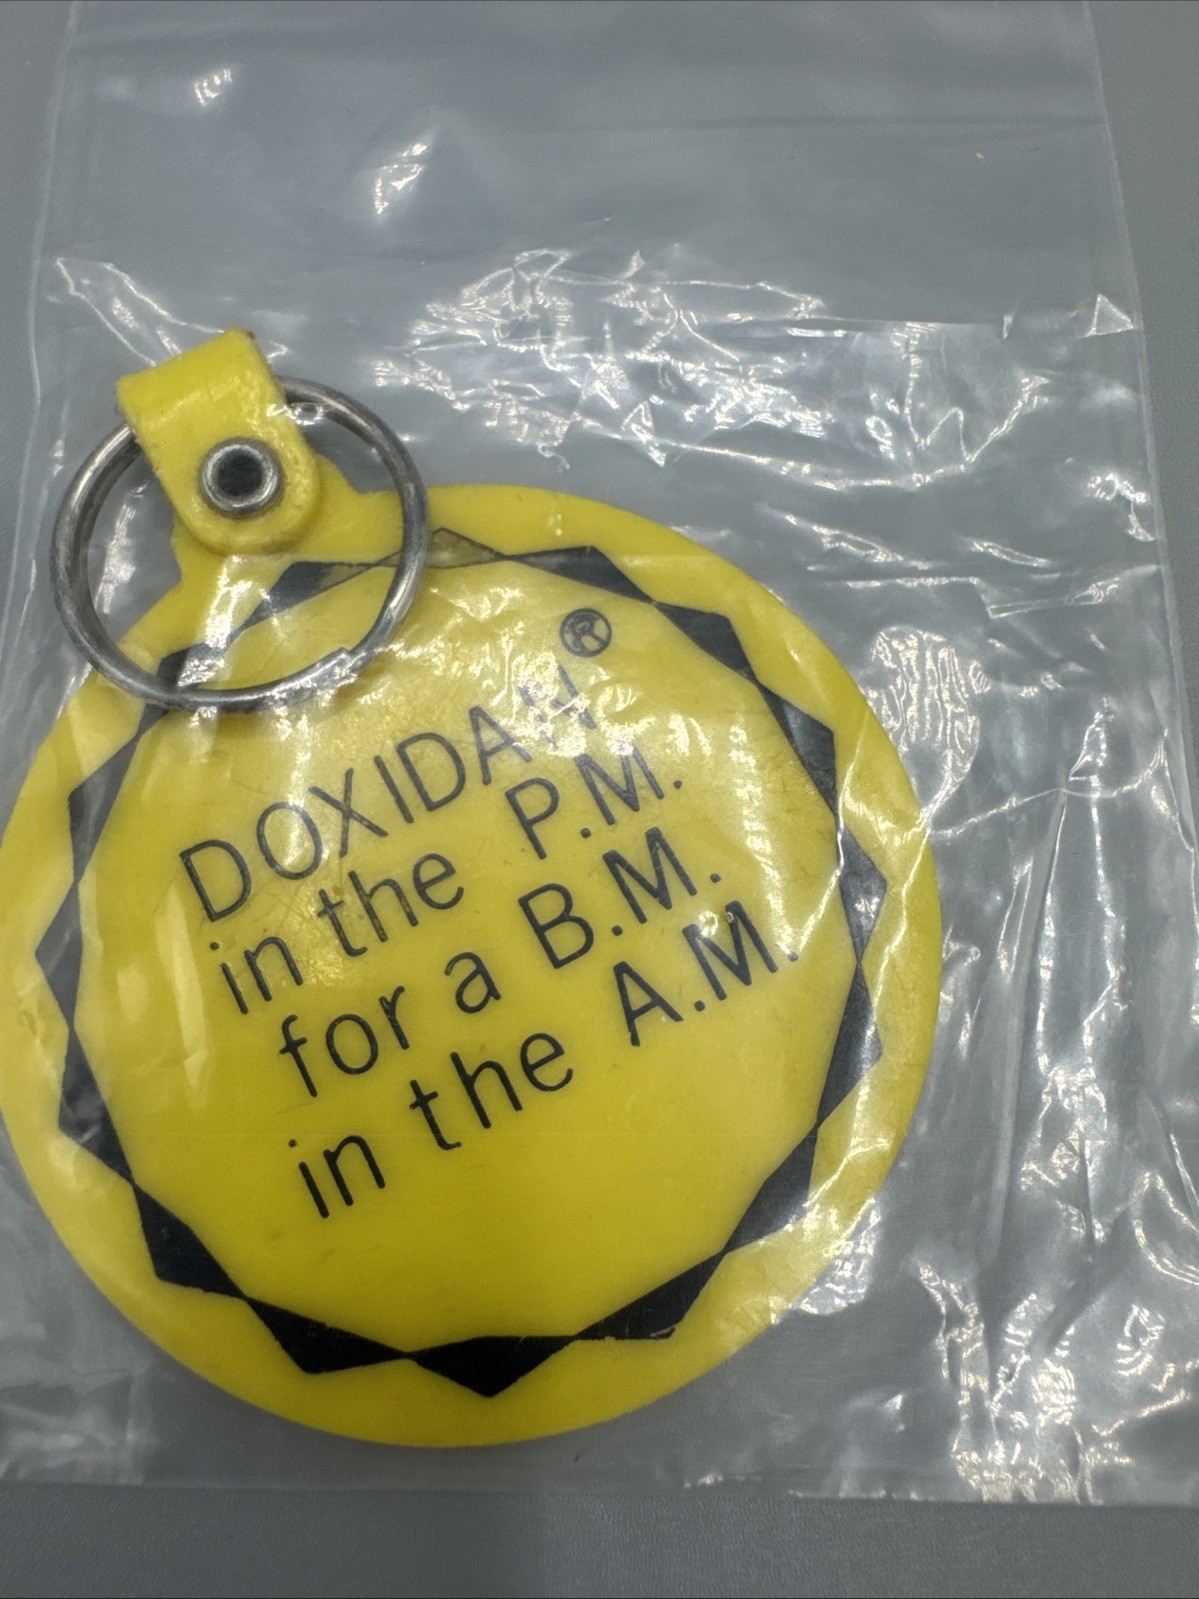 DOXIDAN®
in the P.M.
for a B.M.
in the A.M.